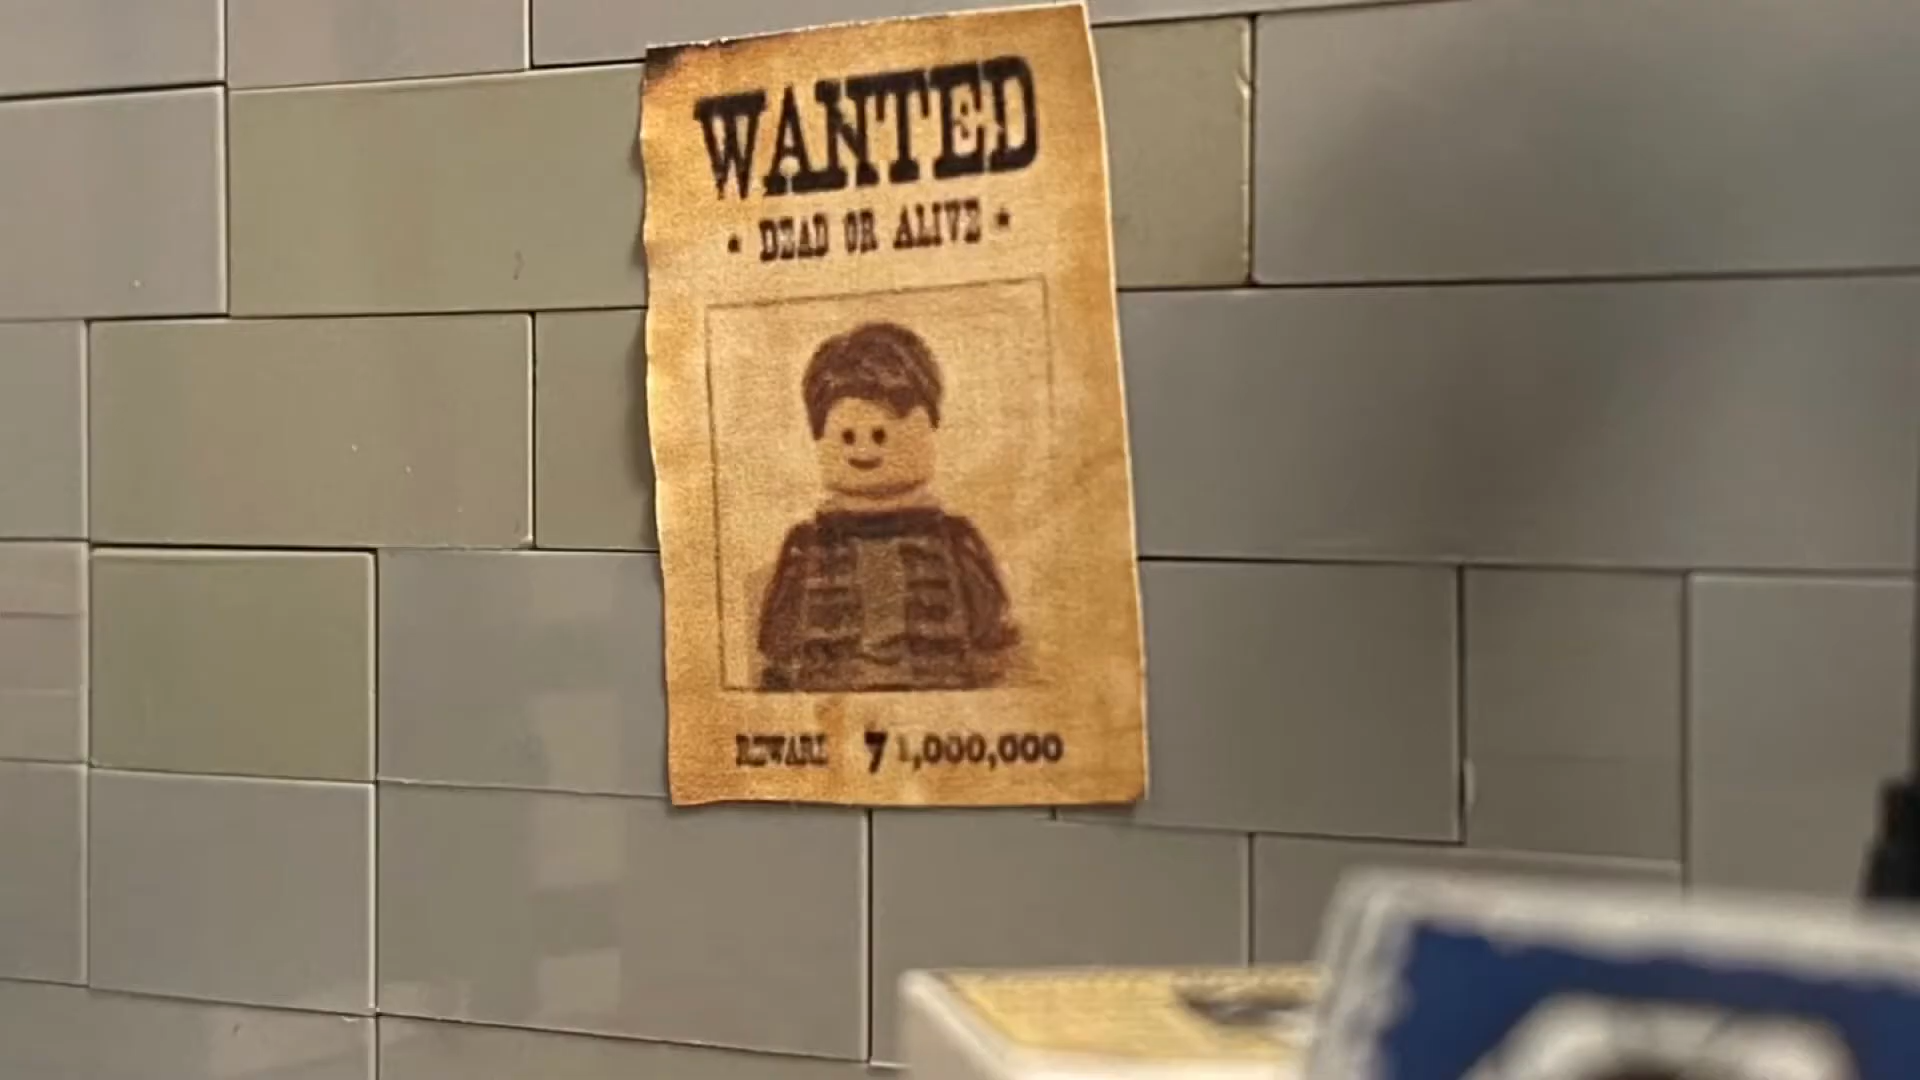 WANTED
* DEAD OR ALIVE *
REWARD 7 1,000,000